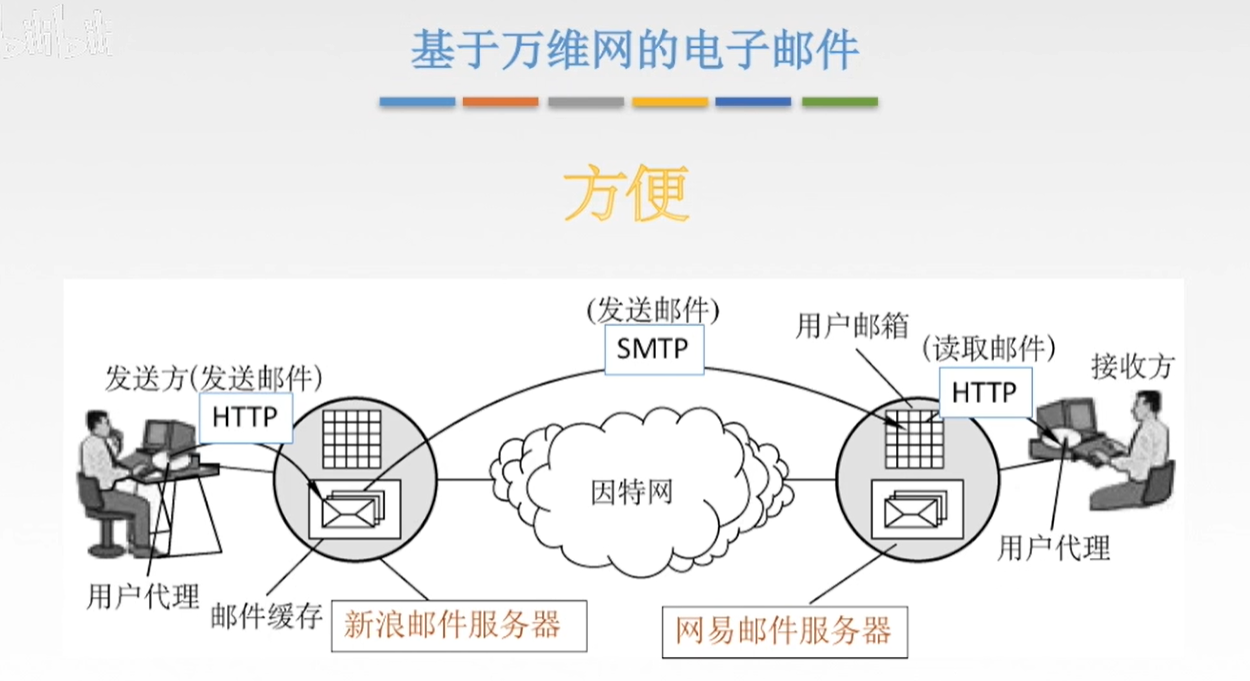 bilibili
基于万维网的电子邮件
方便
(发送邮件)
SMTP
用户邮箱
(读取邮件)
HTTP
接收方
发送方(发送邮件)
HTTP
因特网
用户代理
用户代理
邮件缓存
新浪邮件服务器
网易邮件服务器